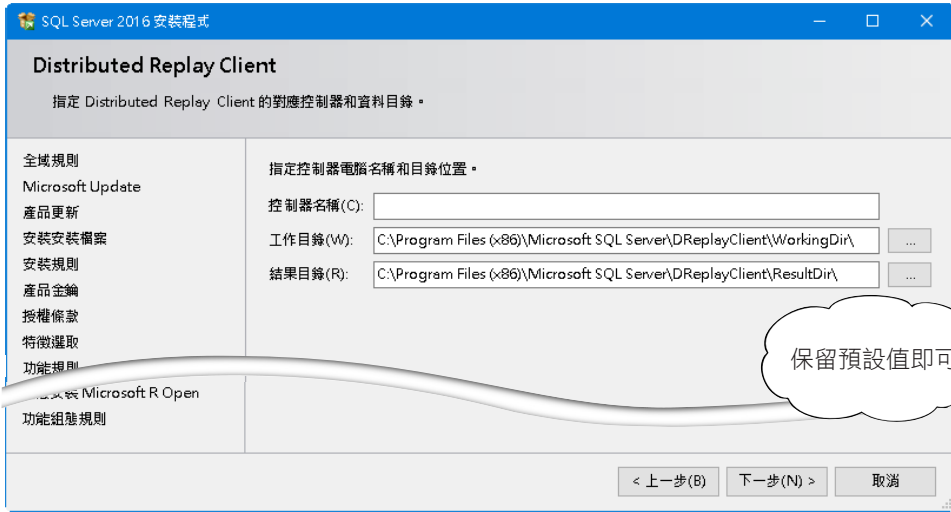 SQL Server 2016 安裝程式
Distributed Replay Client
指定 Distributed Replay Client 的對應控制器和資料目錄。
全域規則
Microsoft Update
產品更新
安裝安裝檔案
安裝規則
產品金鑰
授權條款
特徵選取
功能規則
安裝 Microsoft R Open
功能組態規則
指定控制器電腦名稱和目錄位置。
控制器名稱(C):
工作目錄(W): C:\Program Files (x86)\Microsoft SQL Server\DReplayClient\WorkingDir\ ...
結果目錄(R): C:\Program Files (x86)\Microsoft SQL Server\DReplayClient\ResultDir\ ...
保留預設值即可
< 上一步(B) 下一步(N) > 取消